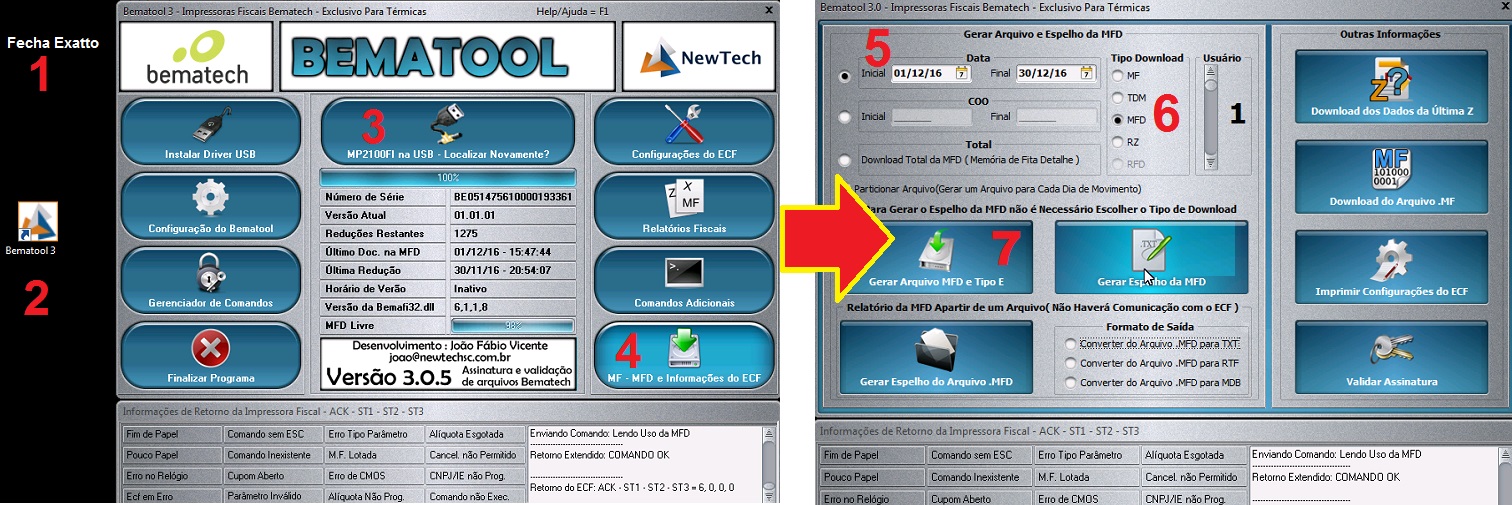 Bematool 3 - Impressoras Fiscais Bematech - Exclusivo Para Térmicas
Help/Ajuda = F1
X
Fecha Exatto
1
bematech
BEMATOOL
NewTech
Instalar Driver USB
3
MP2100FI na USB - Localizar Novamente?
Configurações do ECF
100%
Número de Série BE051475610000193361
Versão Atual 01.01.01
Reduções Restantes 1275
Último Doc. na MFD 01/12/16 - 15:47:44
Última Redução 30/11/16 - 20:54:07
Horário de Verão Inativo
Versão da Bemafi32.dll 6,1,1,8
MFD Livre 98%
Configuração do Bematool
Z X MF
Relatórios Fiscais
Bematool 3
2
Gerenciador de Comandos
Comandos Adicionais
Finalizar Programa
Desenvolvimento : João Fábio Vicente
joao@newtechsc.com.br
Versão 3.0.5 Assinatura e validação
de arquivos Bematech
4
MF - MFD e Informações do ECF
Informações de Retorno da Impressora Fiscal - ACK - ST1 - ST2 - ST3
Fim de Papel Comando sem ESC Erro Tipo Parâmetro Alíquota Esgotada
Pouco Papel Comando Inexistente M.F. Lotada Cancel. não Permitido
Erro no Relógio Cupom Aberto Erro de CMOS CNPJ/IE não Prog.
Ecf em Erro Parâmetro Inválido Alíquota Não Prog. Comando não Exec.
Enviando Comando: Lendo Uso da MFD
Retorno Extendido: COMANDO OK
Retorno do ECF: ACK - ST1 - ST2 - ST3 = 6, 0, 0, 0
Bematool 3.0 - Impressoras Fiscais Bematech - Exclusivo Para Térmicas
X
Gerar Arquivo e Espelho da MFD
5
Data
Inicial 01/12/16 7 Final 30/12/16 7
COO
Inicial ______ Final ______
Total
Download Total da MFD ( Memória de Fita Detalhe )
Tipo Download
MF
TDM
MFD
RZ
RFD
6
Usuário
1
Particionar Arquivo(Gerar um Arquivo para Cada Dia de Movimento)
Para Gerar o Espelho da MFD não é Necessário Escolher o Tipo de Download
7
Gerar Arquivo MFD e Tipo E
.TXT
Gerar Espelho da MFD
Relatório da MFD Apartir de um Arquivo( Não Haverá Comunicação com o ECF )
Gerar Espelho do Arquivo .MFD
Formato de Saída
Converter do Arquivo .MFD para TXT
Converter do Arquivo .MFD para RTF
Converter do Arquivo .MFD para MDB
Outras Informações
Z?
Download dos Dados da Última Z
MF
101000
0001)
Download do Arquivo .MF
Imprimir Configurações do ECF
Validar Assinatura
Informações de Retorno da Impressora Fiscal - ACK - ST1 - ST2 - ST3
Fim de Papel Comando sem ESC Erro Tipo Parâmetro Alíquota Esgotada
Pouco Papel Comando Inexistente M.F. Lotada Cancel. não Permitido
Erro no Relógio Cupom Aberto Erro de CMOS CNPJ/IE não Prog.
Enviando Comando: Lendo Uso da MFD
Retorno Extendido: COMANDO OK